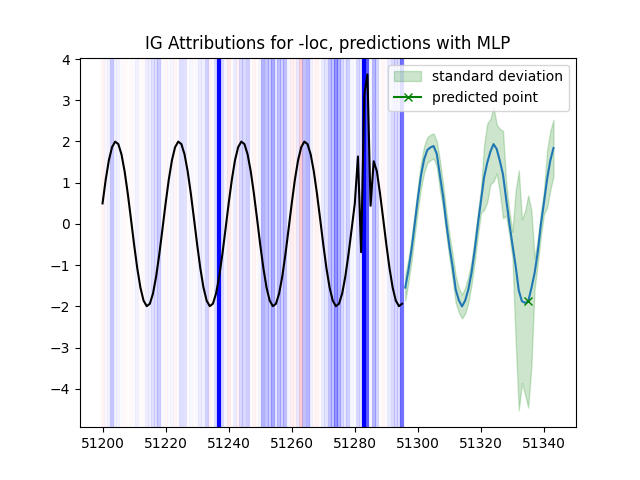 IG Attributions for -loc, predictions with MLP
standard deviation
predicted point
4
3
2
1
0
−1
−2
−3
−4
51200 51220 51240 51260 51280 51300 51320 51340